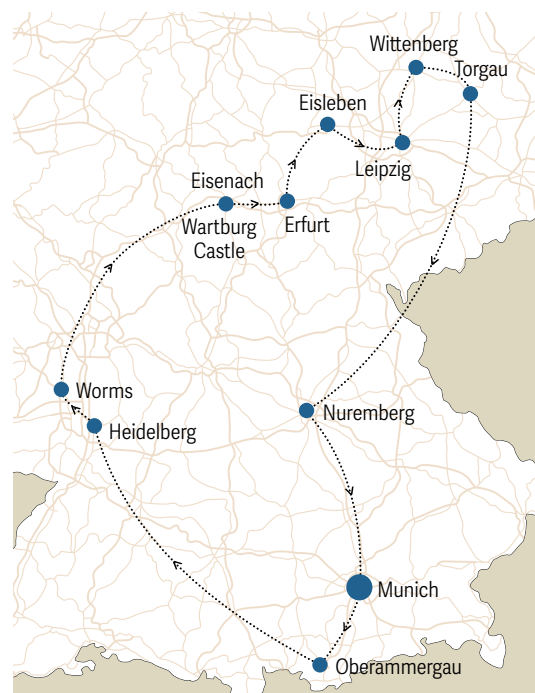 Wittenberg
Torgau
Eisleben
Leipzig
Eisenach
Wartburg
Castle
Erfurt
Worms
Heidelberg
Nuremberg
Munich
Oberammergau